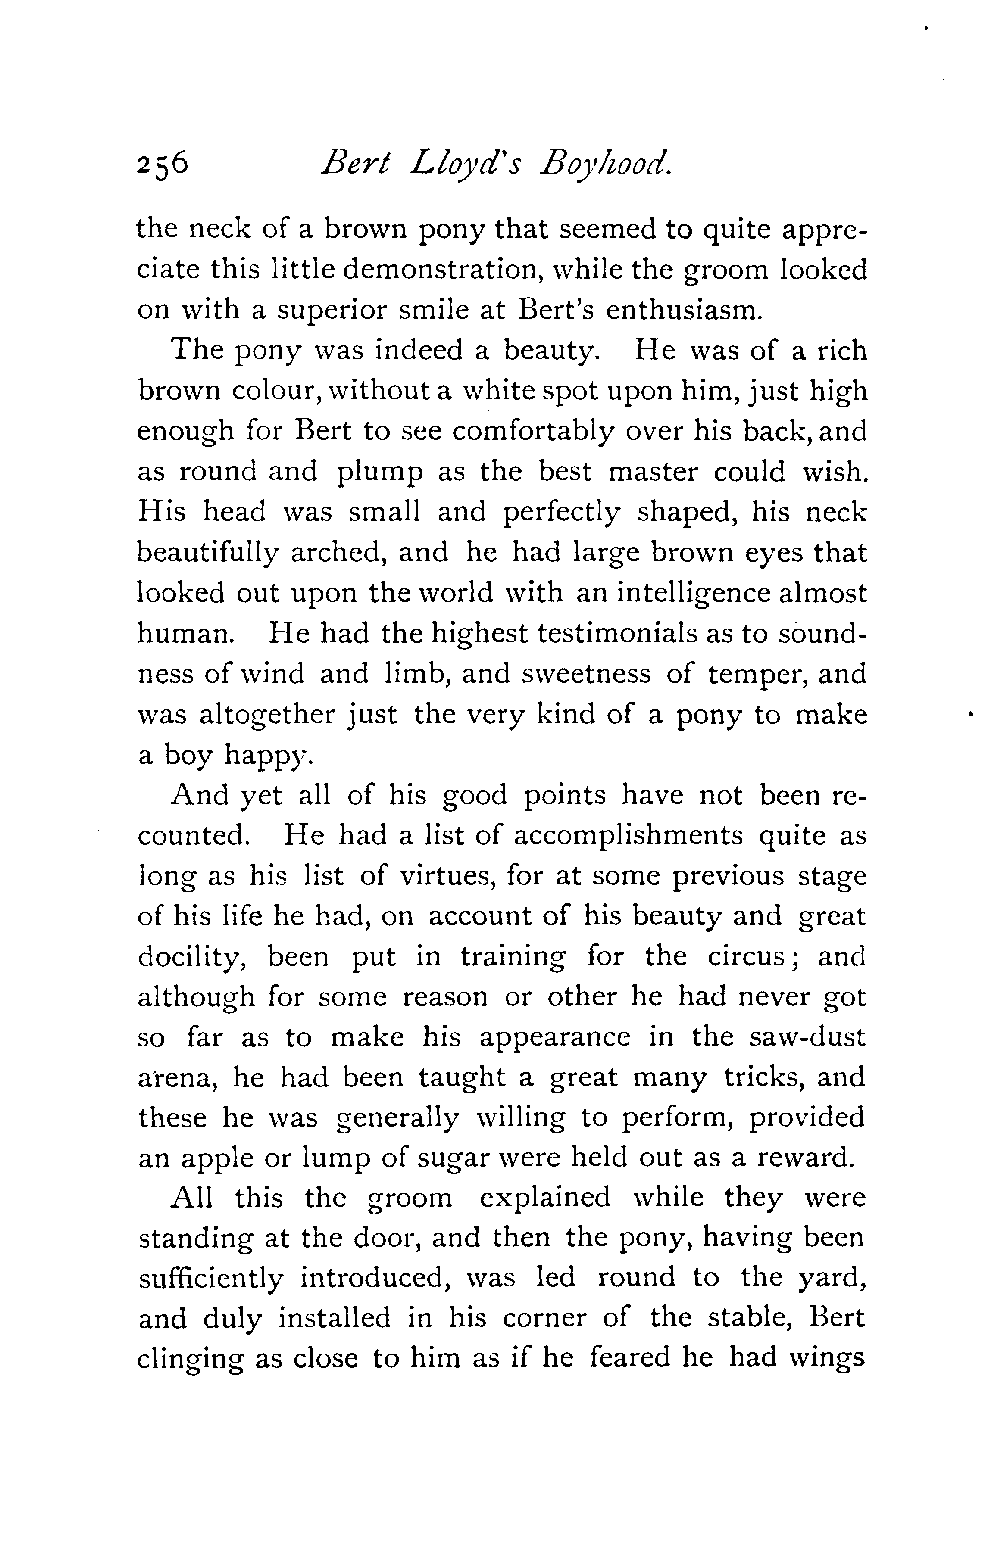 256 Bert Lloyd's Boyhood.
the neck of a brown pony that seemed to quite appre-
ciate this little demonstration, while the groom looked
on with a superior smile at Bert's enthusiasm.
The pony was indeed a beauty. He was of a rich
brown colour, without a white spot upon him, just high
enough for Bert to see comfortably over his back, and
as round and plump as the best master could wish.
His head was small and perfectly shaped, his neck
beautifully arched, and he had large brown eyes that
looked out upon the world with an intelligence almost
human. He had the highest testimonials as to sound-
ness of wind and limb, and sweetness of temper, and
was altogether just the very kind of a pony to make
a boy happy.
And yet all of his good points have not been re-
counted. He had a list of accomplishments quite as
long as his list of virtues, for at some previous stage
of his life he had, on account of his beauty and great
docility, been put in training for the circus; and
although for some reason or other he had never got
so far as to make his appearance in the saw-dust
arena, he had been taught a great many tricks, and
these he was generally willing to perform, provided
an apple or lump of sugar were held out as a reward.
All this the groom explained while they were
standing at the door, and then the pony, having been
sufficiently introduced, was led round to the yard,
and duly installed in his corner of the stable, Bert
clinging as close to him as if he feared he had wings